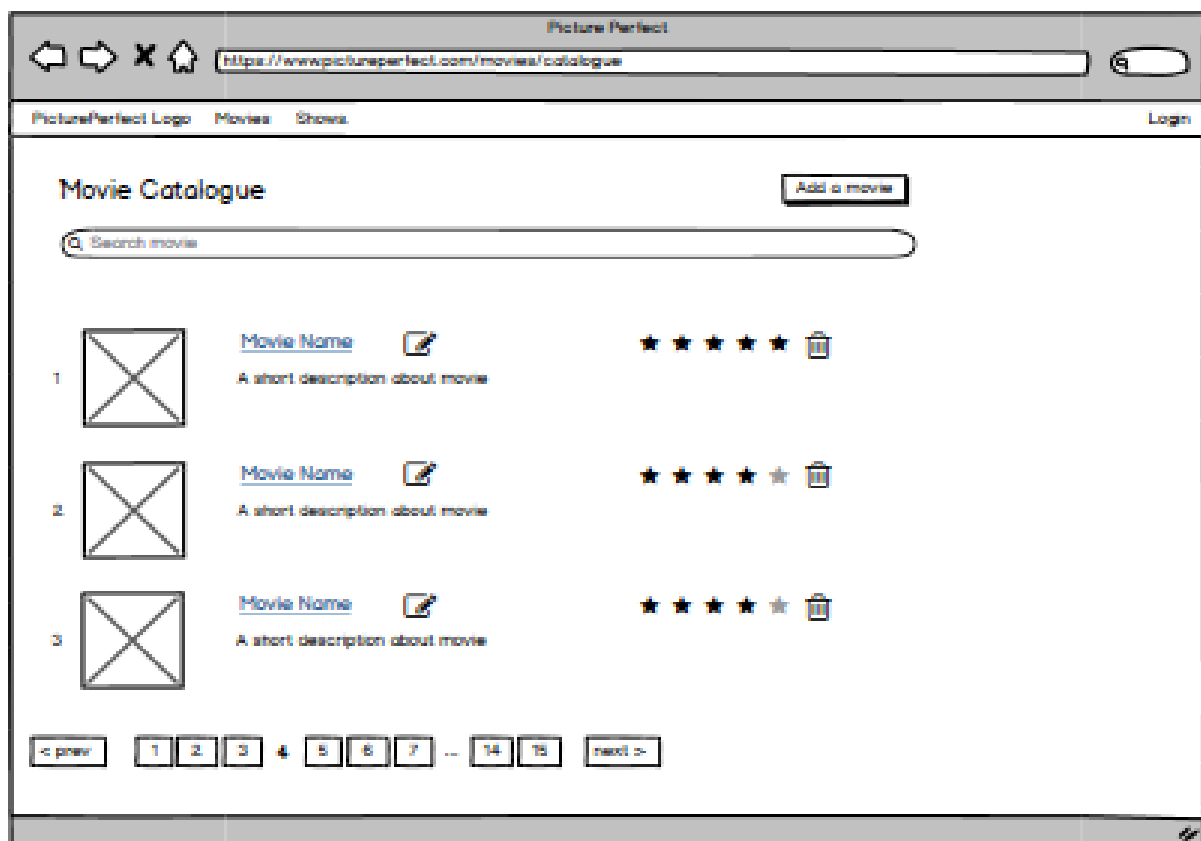 Picture Perfect
https://www.pictureperfect.com/movies/catalogue
PicturePerfect Logo Movies Shows Login
Movie Catalogue Add a movie
Search movie
Movie Name
1 A short description about movie
Movie Name
2 A short description about movie
Movie Name
3 A short description about movie
< prev 1 2 3 4 5 6 7 ... 14 15 next >